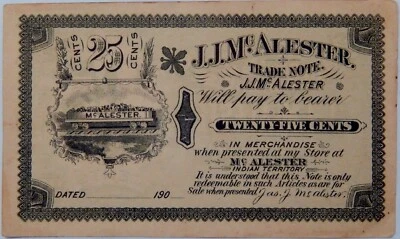 25
CENTS
CENTS
McALESTER
DATED 190
J.J. McALESTER.
TRADE NOTE.
J.J. McALESTER
Will pay to bearer
TWENTY FIVE CENTS
IN MERCHANDISE
when presented at my Store at
McALESTER
INDIAN TERRITORY
It is understood that this Note is only
redeemable in such Articles as are for
Sale when presented Jas. J. McAlester.